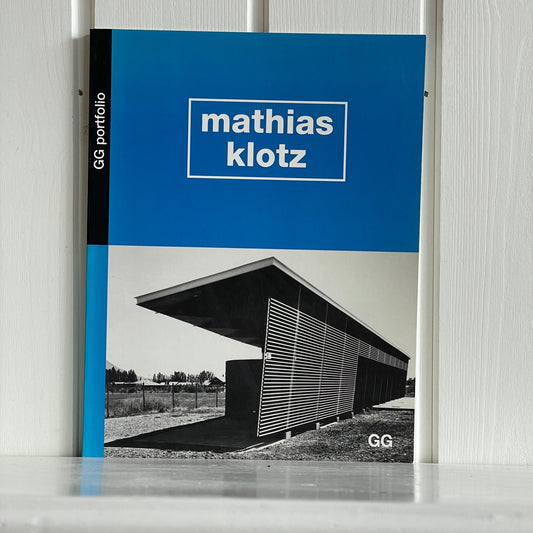 GG portfolio
mathias
klotz
GG